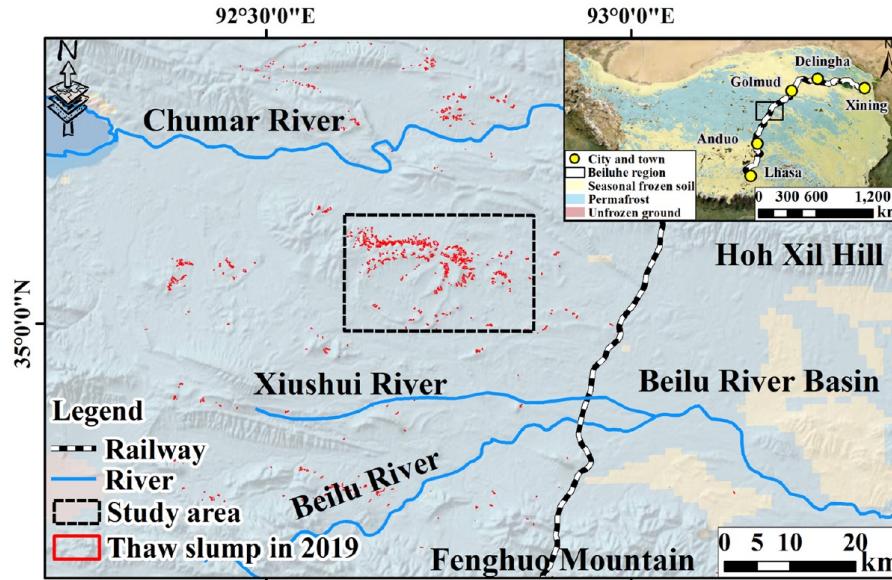 92°30'0"E
93°0'0"E
35°0'0"N
N
Chumar River
Hoh Xil Hill
Xiushui River
Beilu River Basin
Beilu River
Fenghuo Mountain
Legend
Railway
River
Study area
Thaw slump in 2019
0 5 10 20
km
N
Delingha
Golmud
Xining
Anduo
Lhasa
City and town
Beiluhe region
Seasonal frozen soil
Permafrost
Unfrozen ground
0 300 600 1,200
km